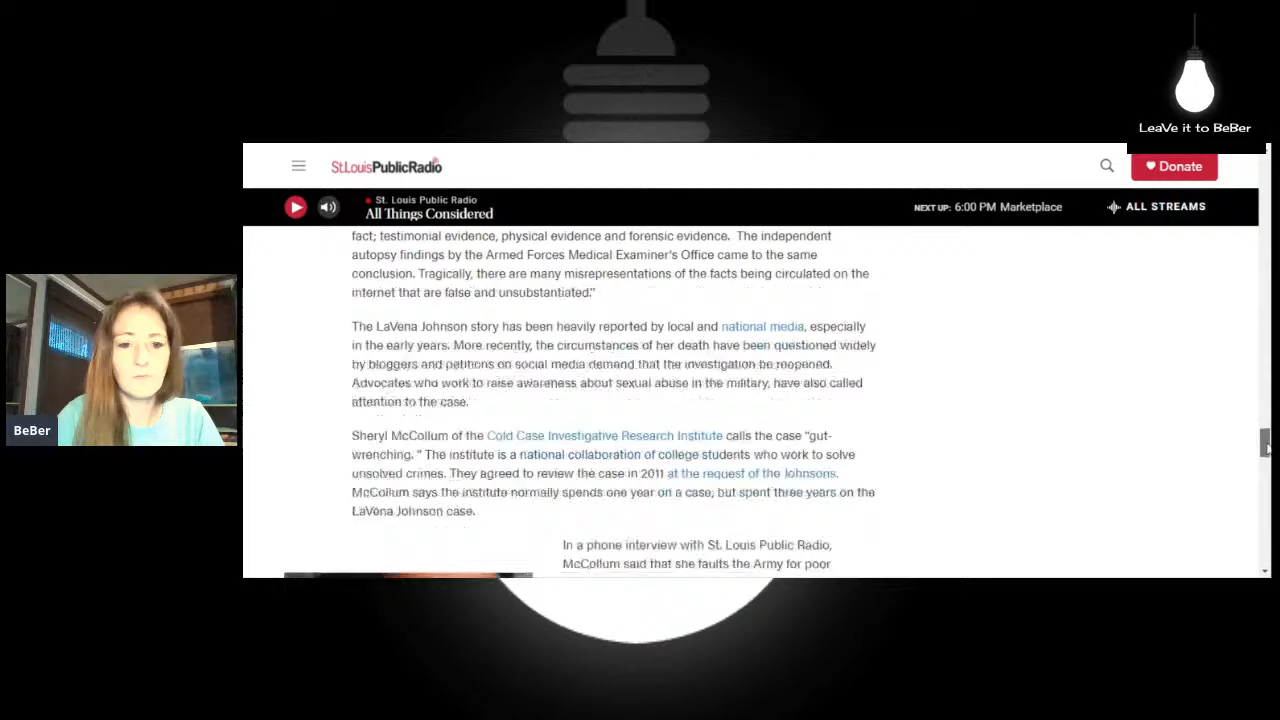 LeaVe it to BeBer
St.LouisPublicRadio
Donate
St. Louis Public Radio
All Things Considered
NEXT UP: 6:00 PM Marketplace
ALL STREAMS
fact; testimonial evidence, physical evidence and forensic evidence. The independent
autopsy findings by the Armed Forces Medical Examiner's Office came to the same
conclusion. Tragically, there are many misrepresentations of the facts being circulated on the
internet that are false and unsubstantiated."
The LaVena Johnson story has been heavily reported by local and national media, especially
in the early years. More recently, the circumstances of her death have been questioned widely
by bloggers and petitions on social media demand that the investigation be reopened.
Advocates who work to raise awareness about sexual abuse in the military, have also called
attention to the case.
Sheryl McCollum of the Cold Case Investigative Research Institute calls the case "gut-
wrenching. " The institute is a national collaboration of college students who work to solve
unsolved crimes. They agreed to review the case in 2011 at the request of the Johnsons.
McCollum says the institute normally spends one year on a case, but spent three years on the
LaVena Johnson case.
In a phone interview with St. Louis Public Radio,
McCollum said that she faults the Army for poor
BeBer